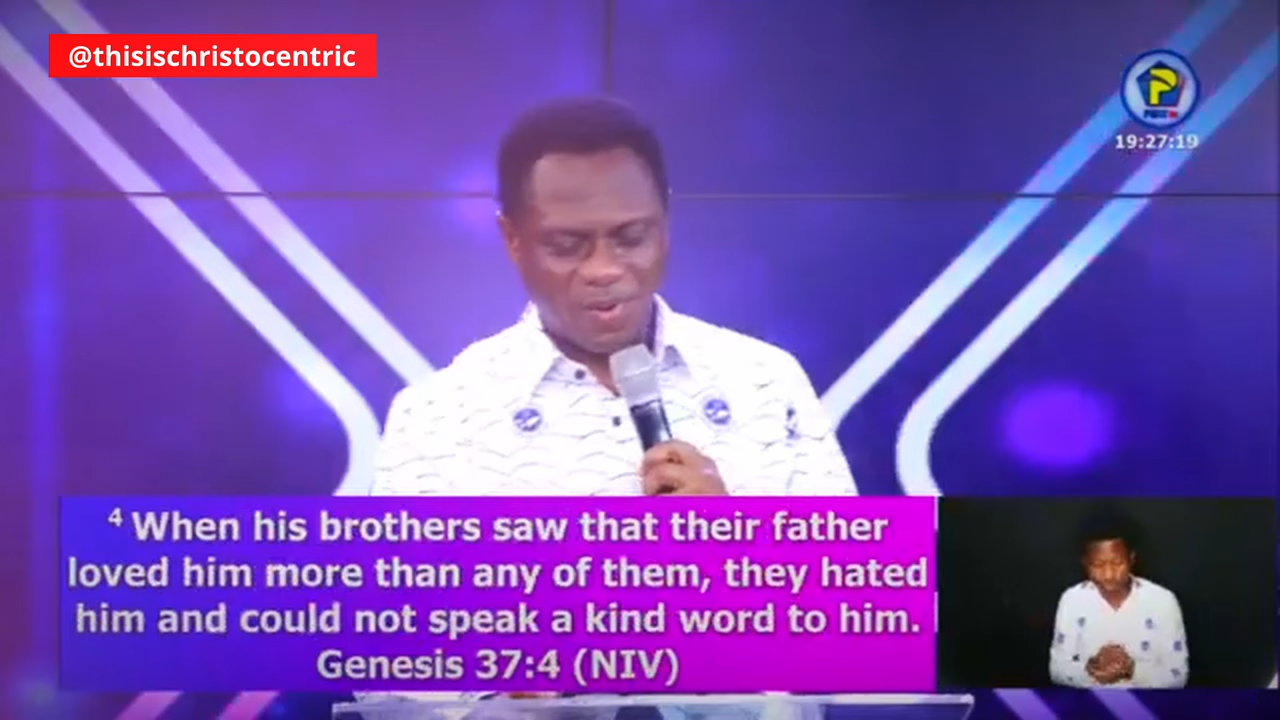 @thisischristocentric
19:27:19
⁴ When his brothers saw that their father
loved him more than any of them, they hated
him and could not speak a kind word to him.
Genesis 37:4 (NIV)